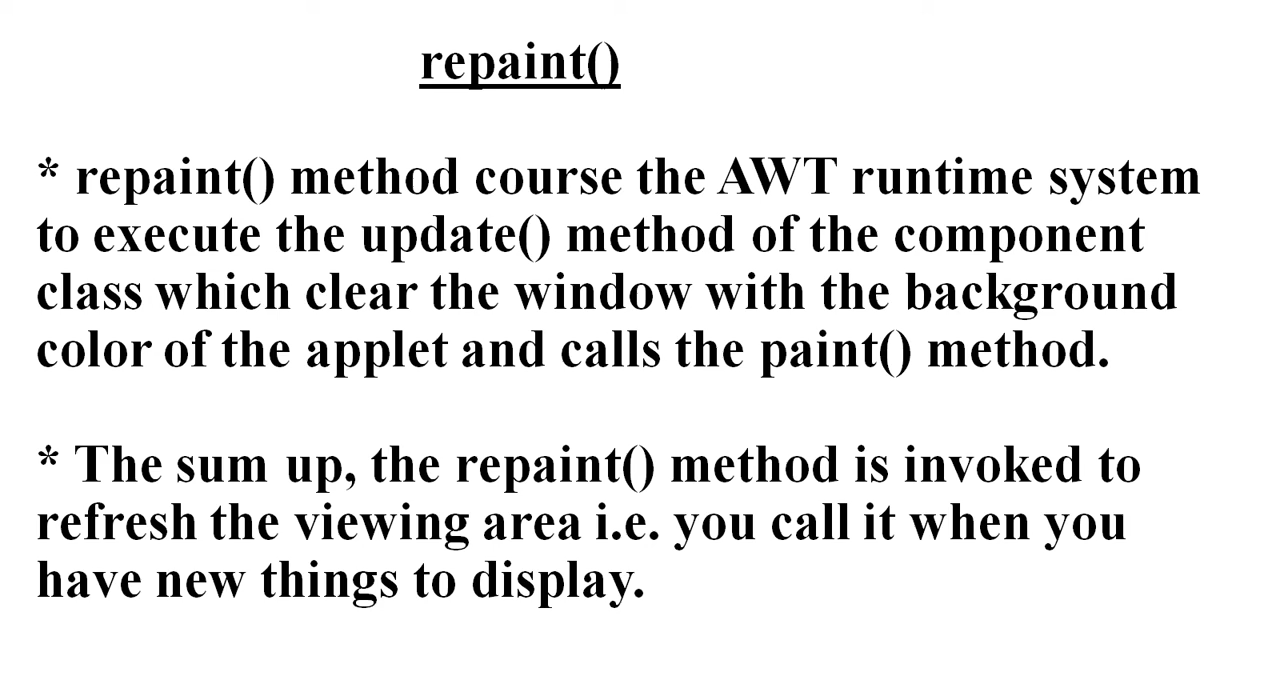 repaint()
* repaint() method course the AWT runtime system
to execute the update() method of the component
class which clear the window with the background
color of the applet and calls the paint() method.
* The sum up, the repaint() method is invoked to
refresh the viewing area i.e. you call it when you
have new things to display.